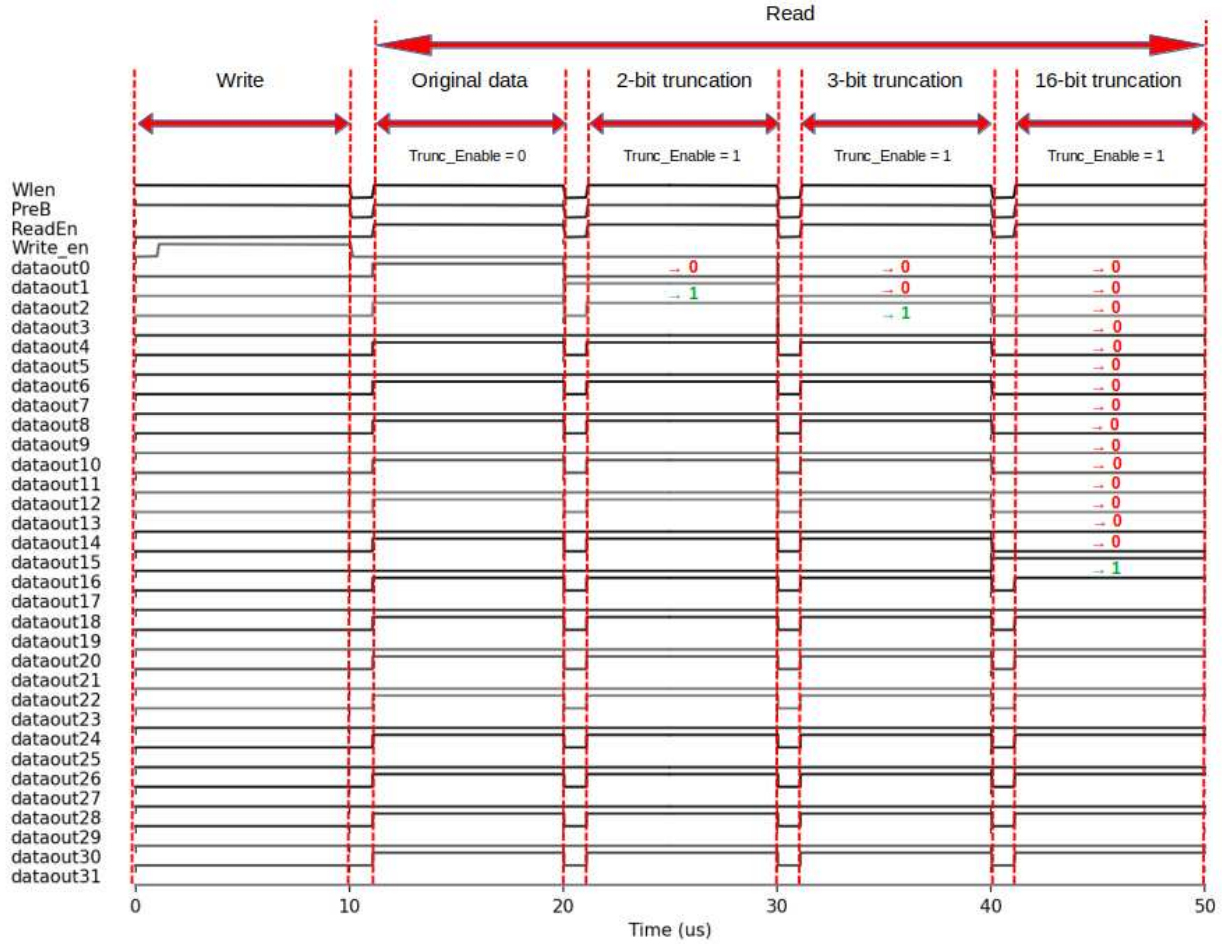 Read
Write
Original data
2-bit truncation
3-bit truncation
16-bit truncation
Trunc_Enable = 0
Trunc_Enable = 1
Trunc_Enable = 1
Trunc_Enable = 1
Wlen
PreB
ReadEn
Write_en
dataout0 → 0 → 0 → 0
dataout1 → 1 → 0 → 0
dataout2 → 1 → 0
dataout3 → 0
dataout4 → 0
dataout5 → 0
dataout6 → 0
dataout7 → 0
dataout8 → 0
dataout9 → 0
dataout10 → 0
dataout11 → 0
dataout12 → 0
dataout13 → 0
dataout14 → 0
dataout15 → 1
dataout16
dataout17
dataout18
dataout19
dataout20
dataout21
dataout22
dataout23
dataout24
dataout25
dataout26
dataout27
dataout28
dataout29
dataout30
dataout31
0 10 20 30 40 50
Time (us)